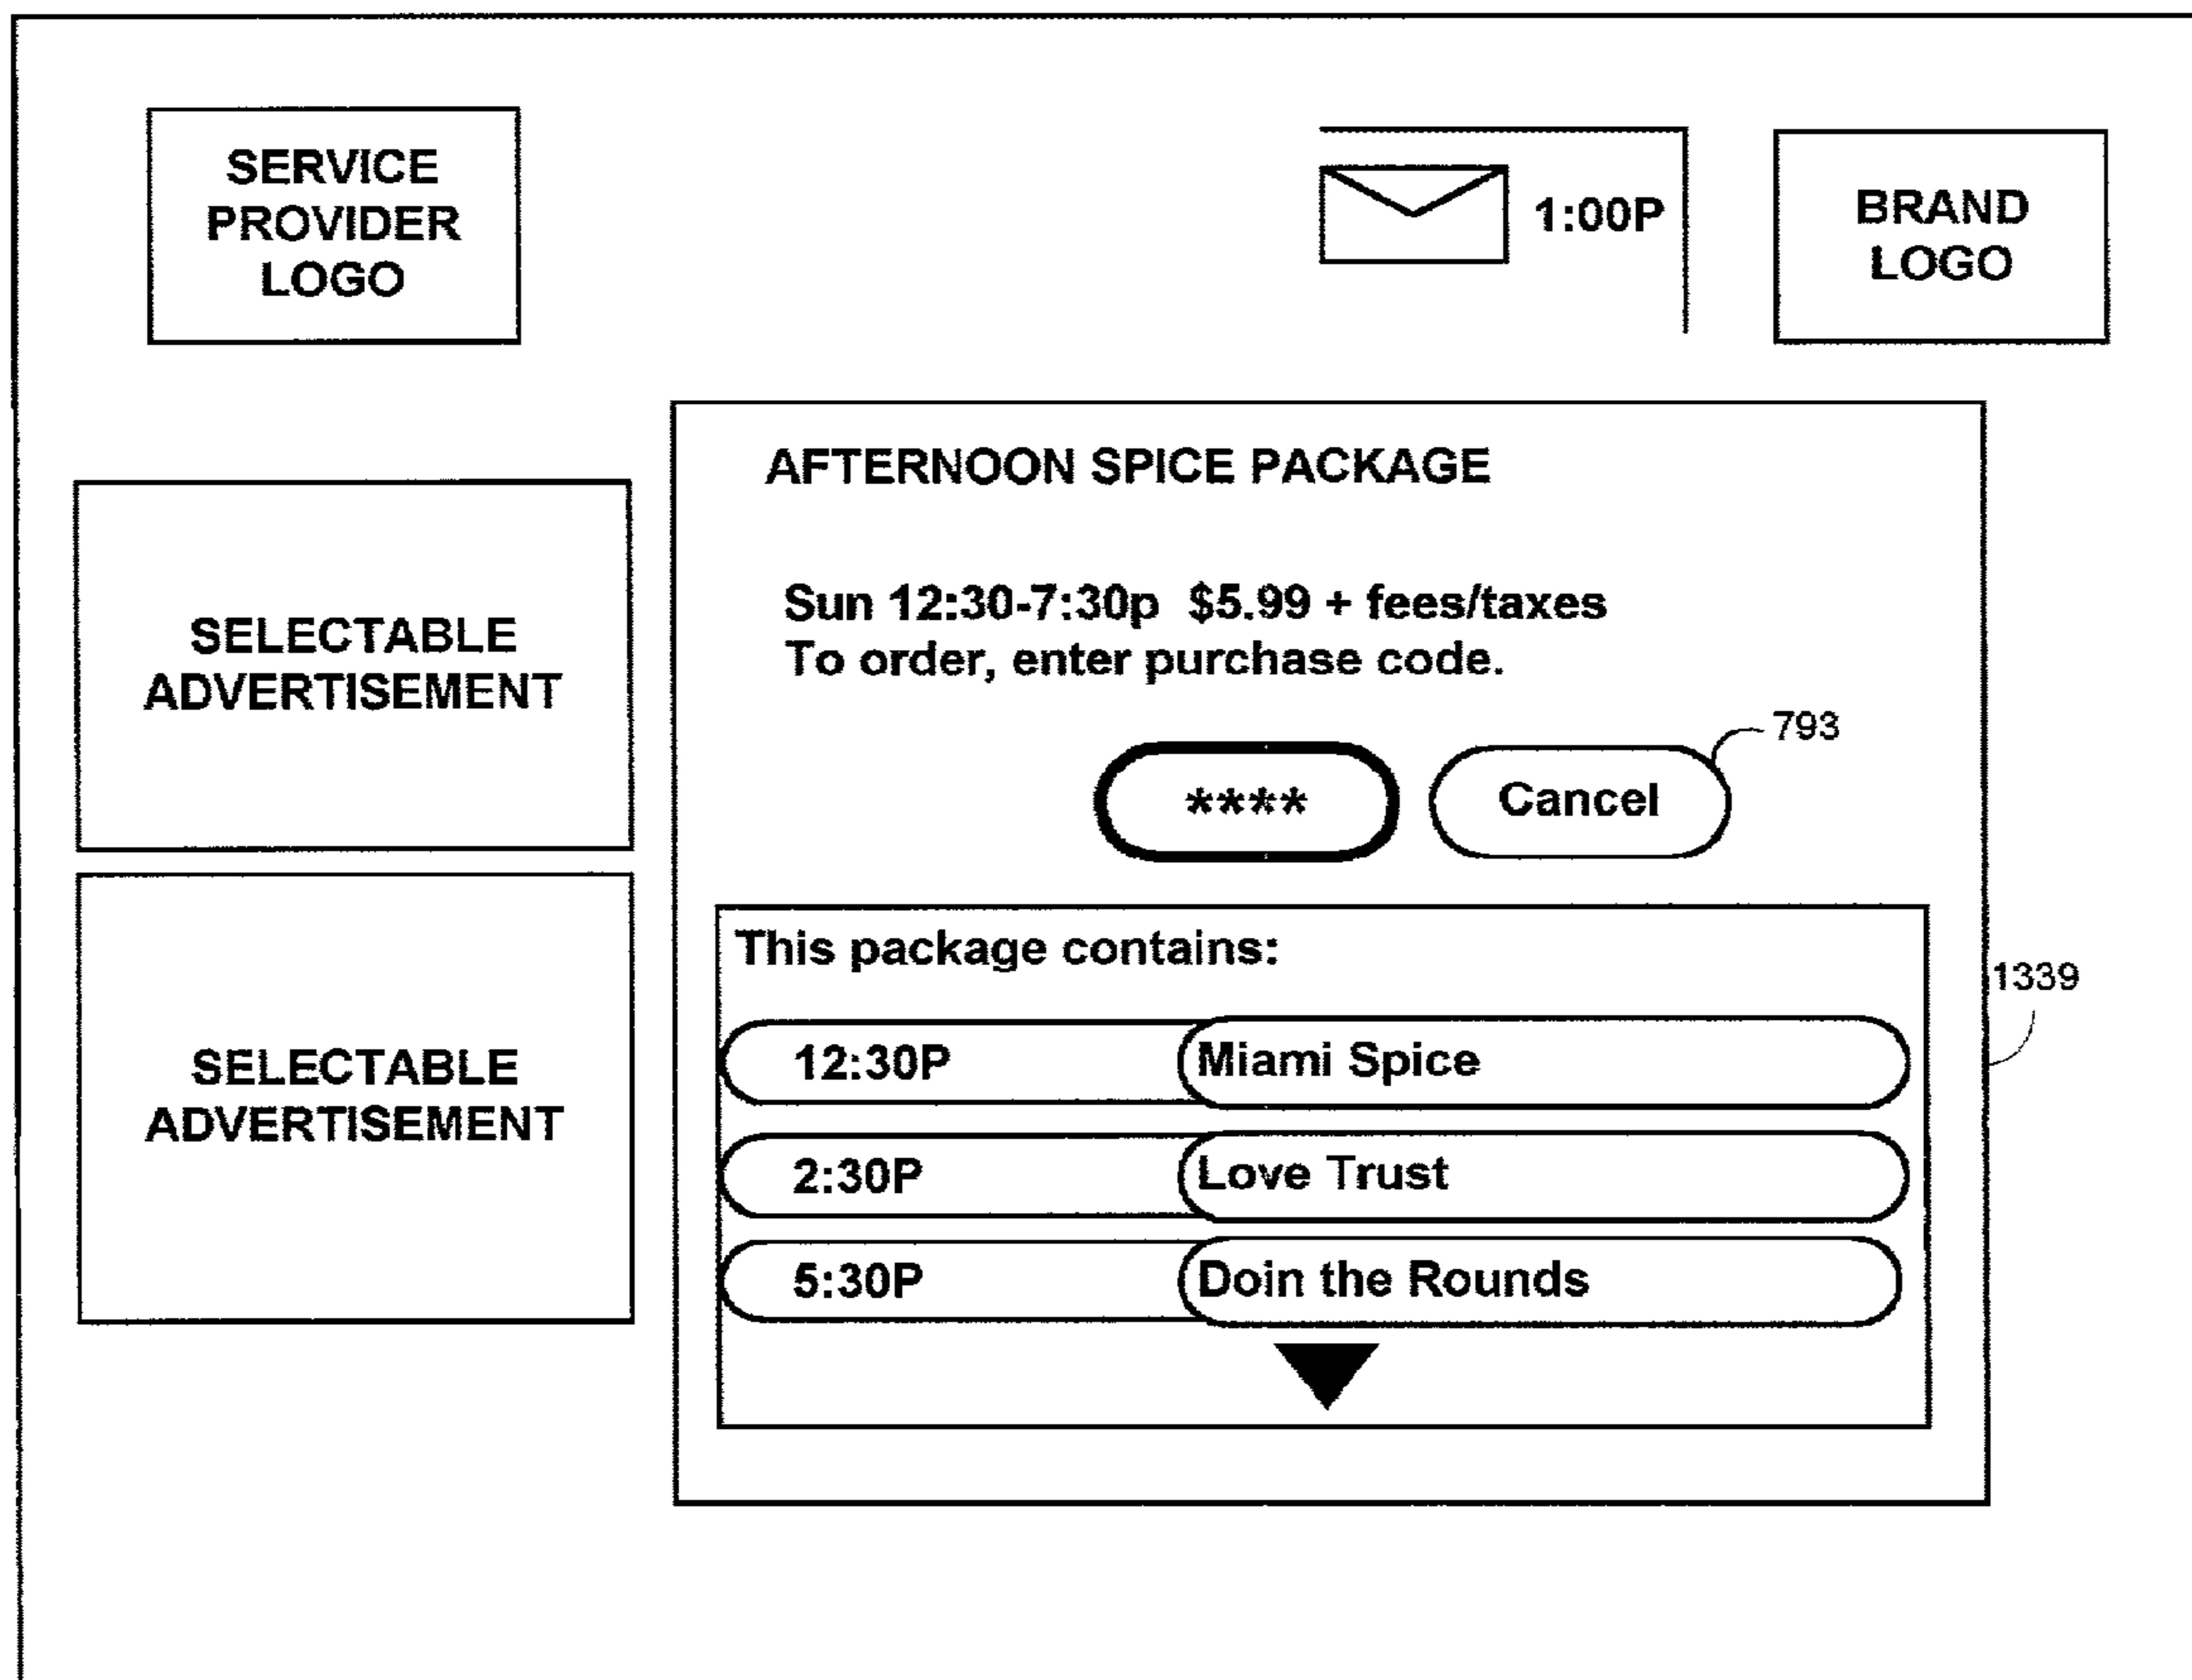 SERVICE
PROVIDER
LOGO
1:00P
BRAND
LOGO
SELECTABLE
ADVERTISEMENT
SELECTABLE
ADVERTISEMENT
AFTERNOON SPICE PACKAGE
Sun 12:30-7:30p $5.99 + fees/taxes
To order, enter purchase code.
793
**** Cancel
This package contains:
1339
12:30P Miami Spice
2:30P Love Trust
5:30P Doin the Rounds